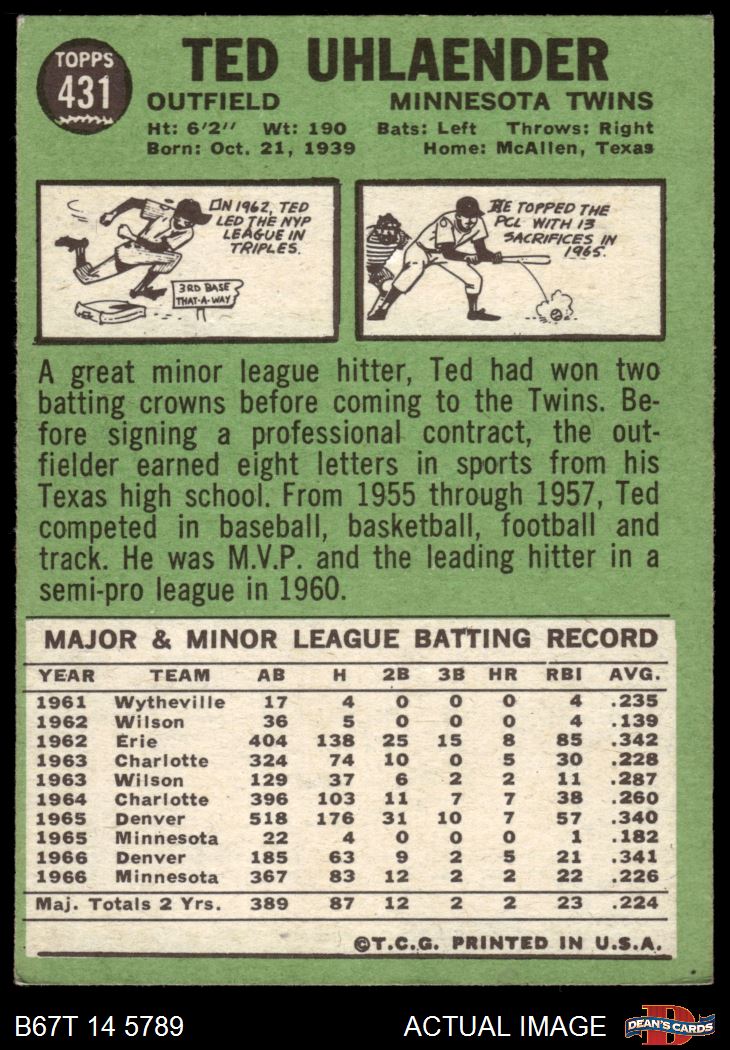 TOPPS
431
TED UHLAENDER
OUTFIELD MINNESOTA TWINS
Ht: 6'2" Wt: 190 Bats: Left Throws: Right
Born: Oct. 21, 1939 Home: McAllen, Texas
ON 1962, TED
LED THE NYP
LEAGUE IN
TRIPLES.
3RD BASE
THAT-A-WAY
HE TOPPED THE
PCL WITH 13
SACRIFICES IN
1965.
A great minor league hitter, Ted had won two
batting crowns before coming to the Twins. Be-
fore signing a professional contract, the out-
fielder earned eight letters in sports from his
Texas high school. From 1955 through 1957, Ted
competed in baseball, basketball, football and
track. He was M.V.P. and the leading hitter in a
semi-pro league in 1960.
MAJOR & MINOR LEAGUE BATTING RECORD
YEAR TEAM AB H 2B 3B HR RBI AVG.
1961 Wytheville 17 4 0 0 0 4 .235
1962 Wilson 36 5 0 0 0 4 .139
1962 Erie 404 138 25 15 8 85 .342
1963 Charlotte 324 74 10 0 5 30 .228
1963 Wilson 129 37 6 2 2 11 .287
1964 Charlotte 396 103 11 7 7 38 .260
1965 Denver 518 176 31 10 7 57 .340
1965 Minnesota 22 4 0 0 0 1 .182
1966 Denver 185 63 9 2 5 21 .341
1966 Minnesota 367 83 12 2 2 22 .226
Maj. Totals 2 Yrs. 389 87 12 2 2 23 .224
©T.C.G. PRINTED IN U.S.A.
B67T 14 5789 ACTUAL IMAGE
D
DEAN'S CARDS